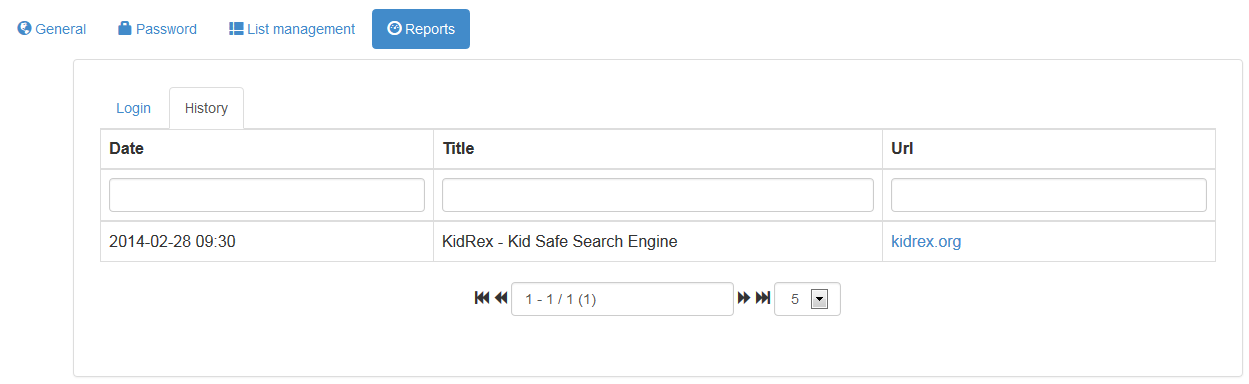 General Password List management Reports
Login History
Date Title Url
2014-02-28 09:30 KidRex - Kid Safe Search Engine kidrex.org
1 - 1 / 1 (1) 5